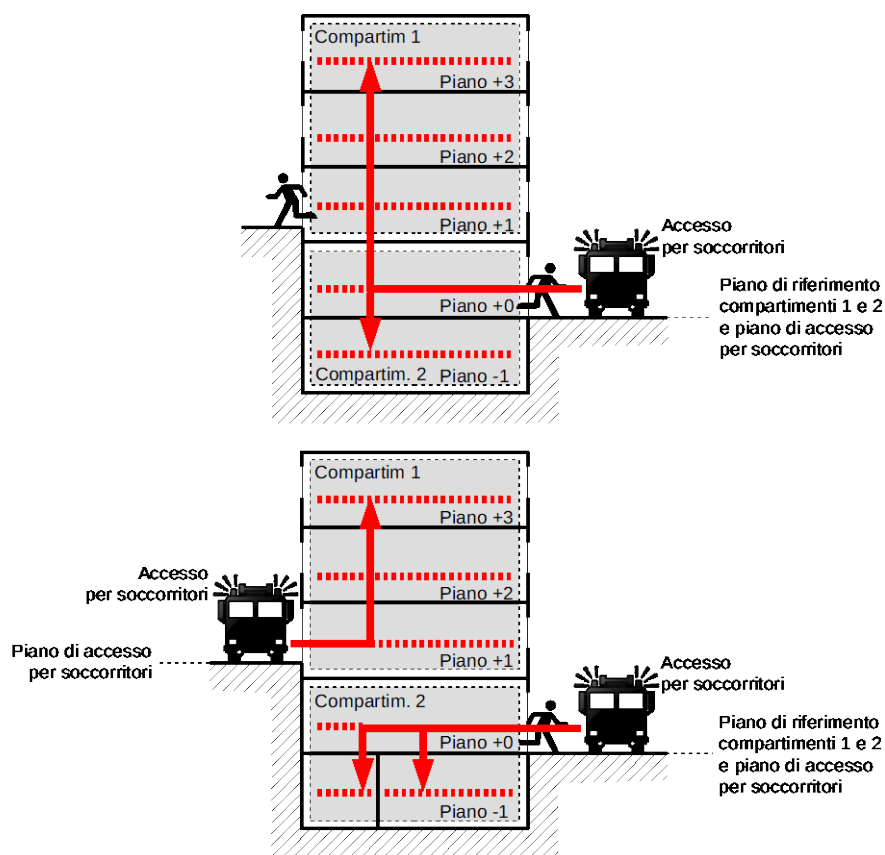 Compartim 1
Piano +3
Piano +2
Piano +1
Accesso
per soccorritori
Piano +0
Piano di riferimento
compartimenti 1 e 2
e piano di accesso
per soccorritori
Compartim. 2 Piano -1
Compartim 1
Piano +3
Accesso
per soccorritori
Piano +2
Piano di accesso
per soccorritori
Piano +1
Accesso
per soccorritori
Compartim. 2
Piano +0
Piano di riferimento
compartimenti 1 e 2
e piano di accesso
per soccorritori
Piano -1